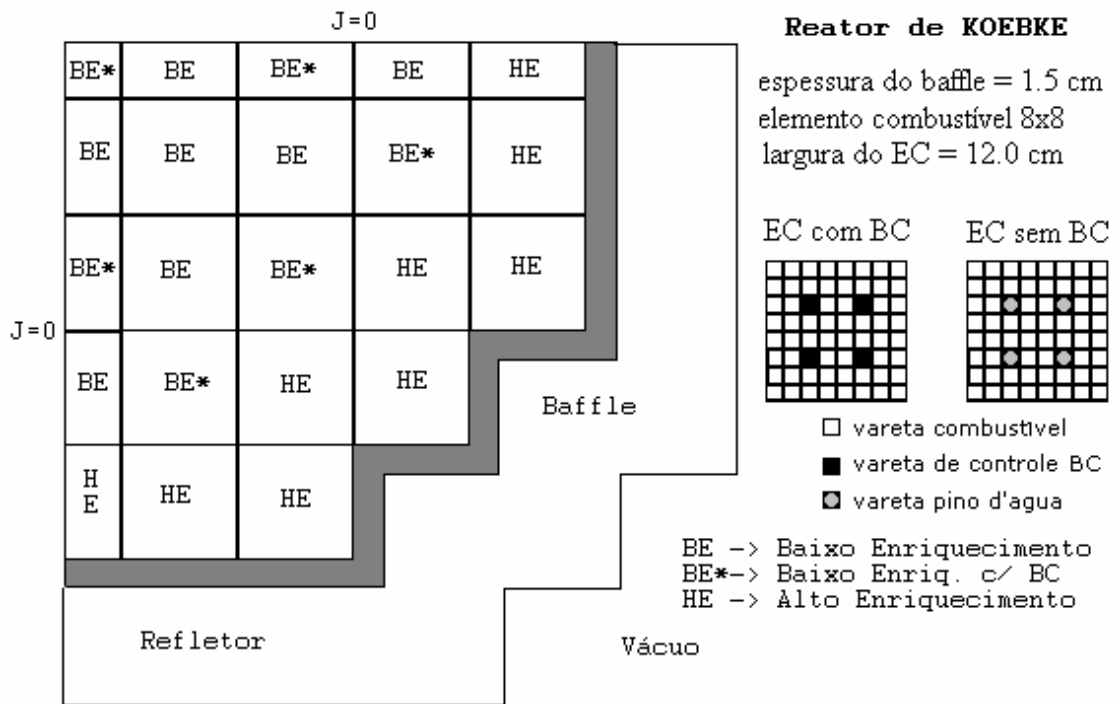 J=0
Reator de KOEBKE
BE* BE BE* BE HE
espessura do baffle = 1.5 cm
elemento combustível 8x8
largura do EC = 12.0 cm
BE BE BE BE* HE
EC com BC EC sem BC
BE* BE BE* HE HE
J=0
BE BE* HE HE
Baffle
vareta combustıvel
vareta de controle BC
vareta pino d'agua
H
E
HE HE
BE -> Baixo Enriquecimento
BE*-> Baixo Enriq. c/ BC
HE -> Alto Enriquecimento
Refletor
Vácuo